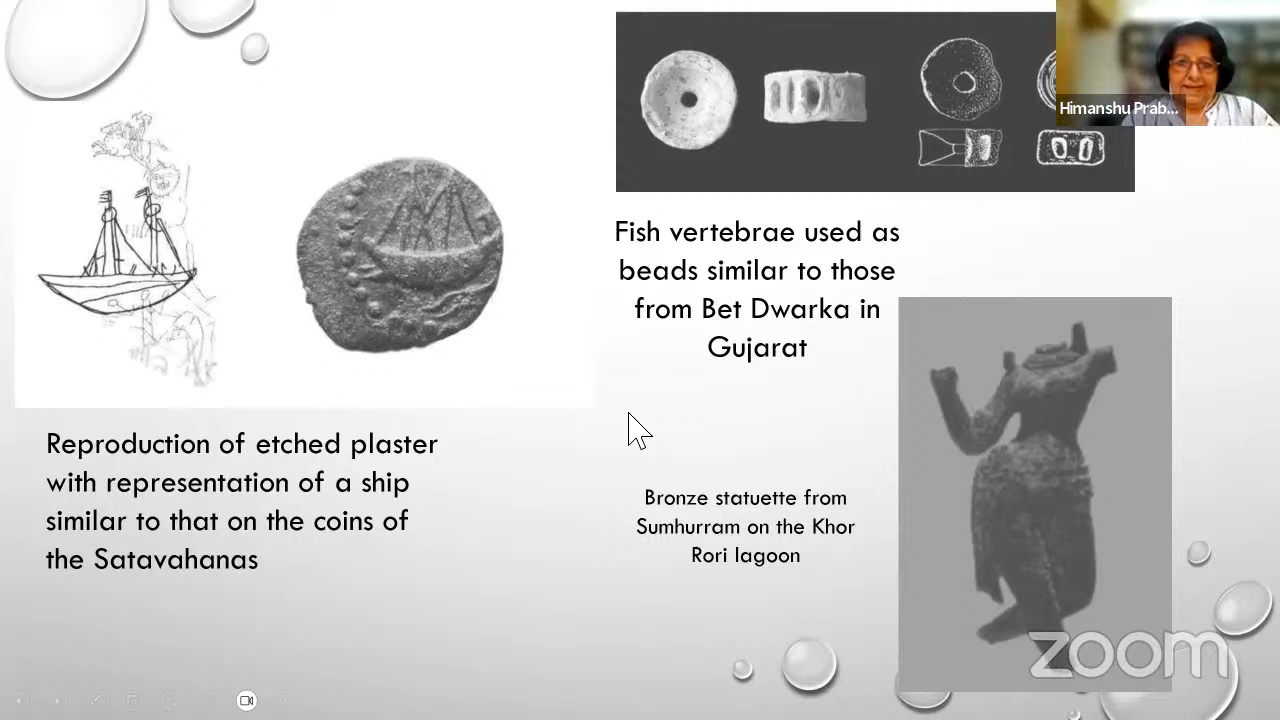 Himanshu Prab...
Fish vertebrae used as
beads similar to those
from Bet Dwarka in
Gujarat
Reproduction of etched plaster
with representation of a ship
similar to that on the coins of
the Satavahanas
Bronze statuette from
Sumhurram on the Khor
Rori lagoon
zoom